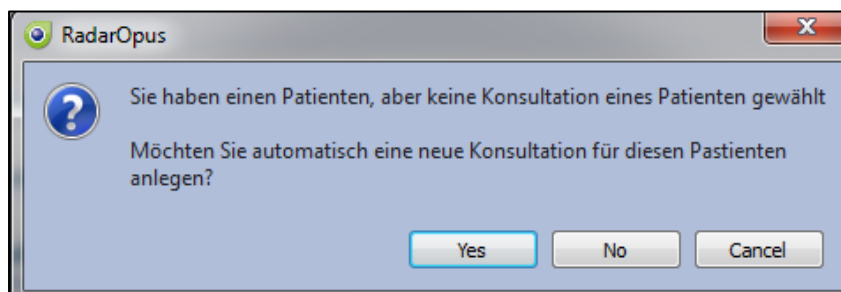 RadarOpus
Sie haben einen Patienten, aber keine Konsultation eines Patienten gewählt
Möchten Sie automatisch eine neue Konsultation für diesen Pastienten
anlegen?
Yes No Cancel